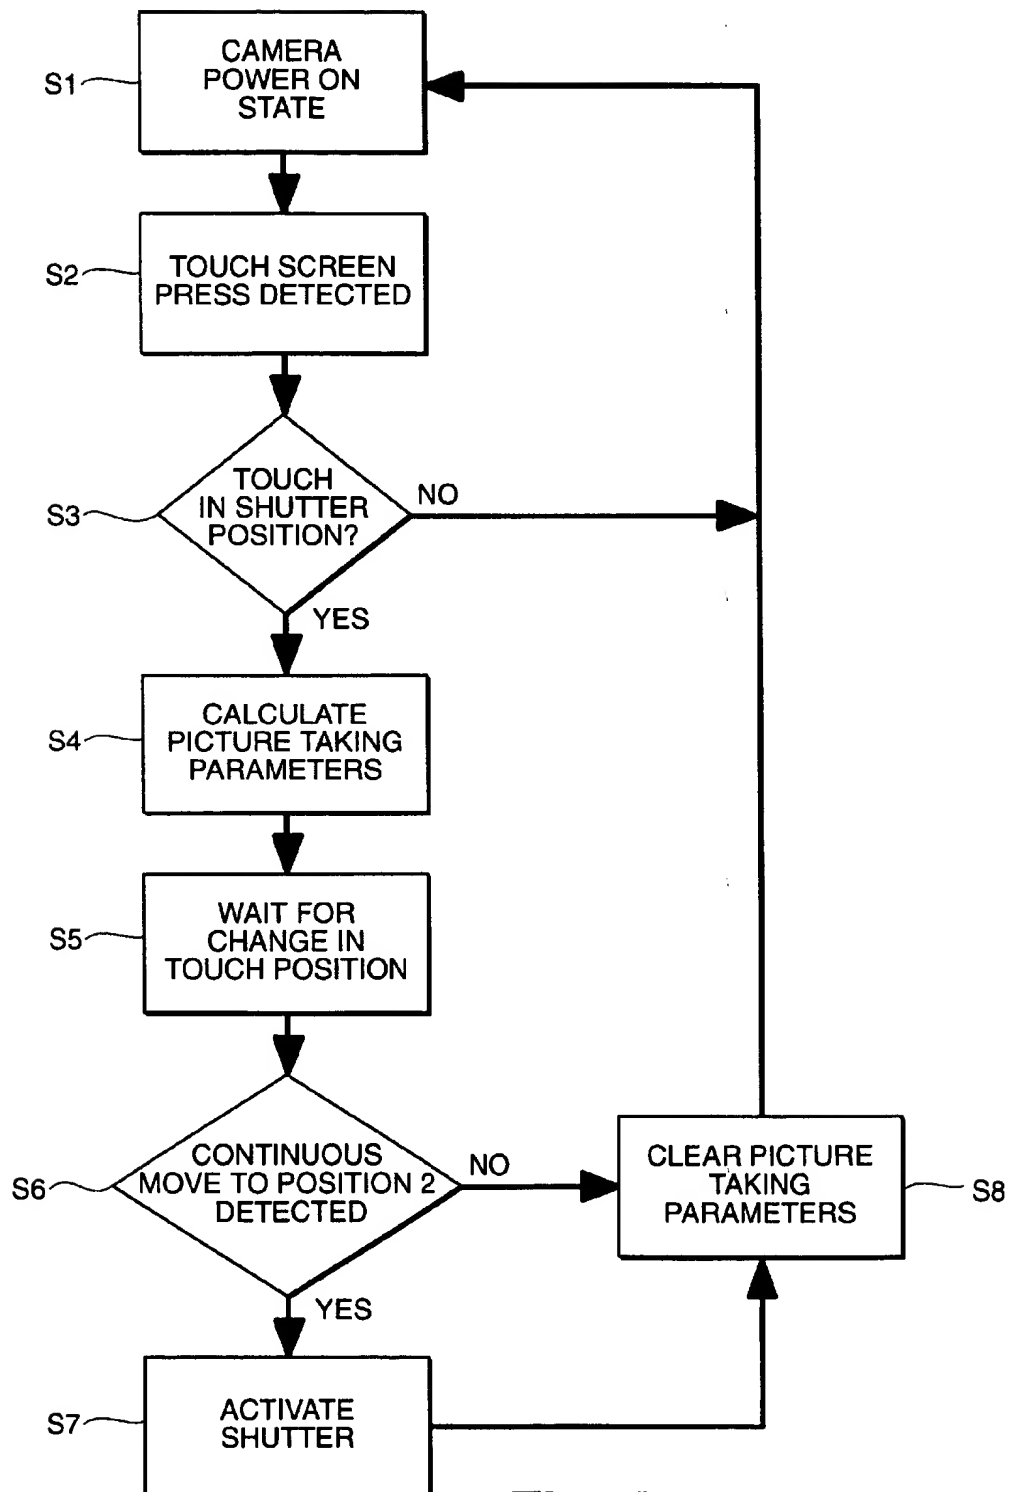 CAMERA
POWER ON
STATE
S1
TOUCH SCREEN
PRESS DETECTED
S2
TOUCH
IN SHUTTER
POSITION?
S3
NO
YES
CALCULATE
PICTURE TAKING
PARAMETERS
S4
WAIT FOR
CHANGE IN
TOUCH POSITION
S5
CONTINUOUS
MOVE TO POSITION 2
DETECTED
S6
NO
YES
CLEAR PICTURE
TAKING
PARAMETERS
S8
ACTIVATE
SHUTTER
S7